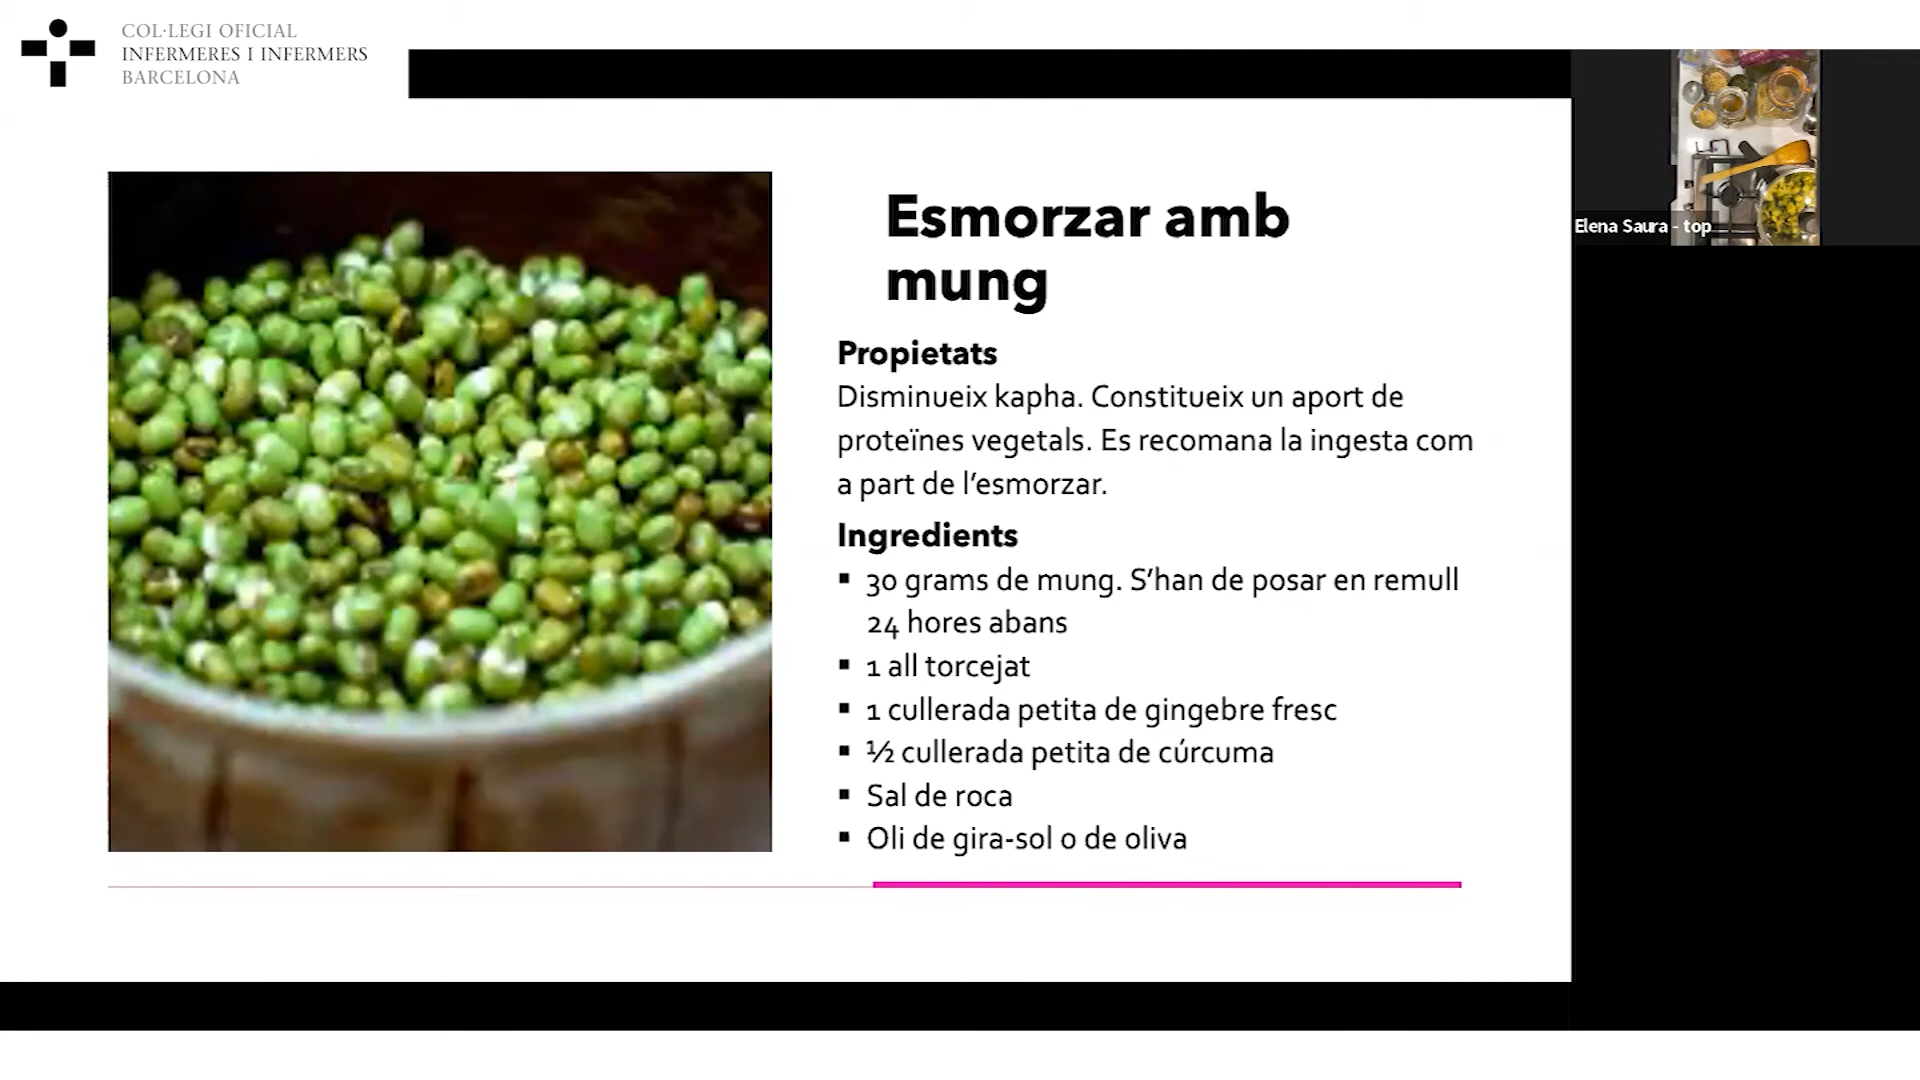 COL·LEGI OFICIAL
INFERMERES I INFERMERS
BARCELONA
Elena Saura - top
Esmorzar amb
mung
Propietats
Disminueix kapha. Constitueix un aport de
proteïnes vegetals. Es recomana la ingesta com
a part de l’esmorzar.
Ingredients
▪ 30 grams de mung. S’han de posar en remull
24 hores abans
▪ 1 all torcejat
▪ 1 cullerada petita de gingebre fresc
▪ ½ cullerada petita de cúrcuma
▪ Sal de roca
▪ Oli de gira-sol o de oliva